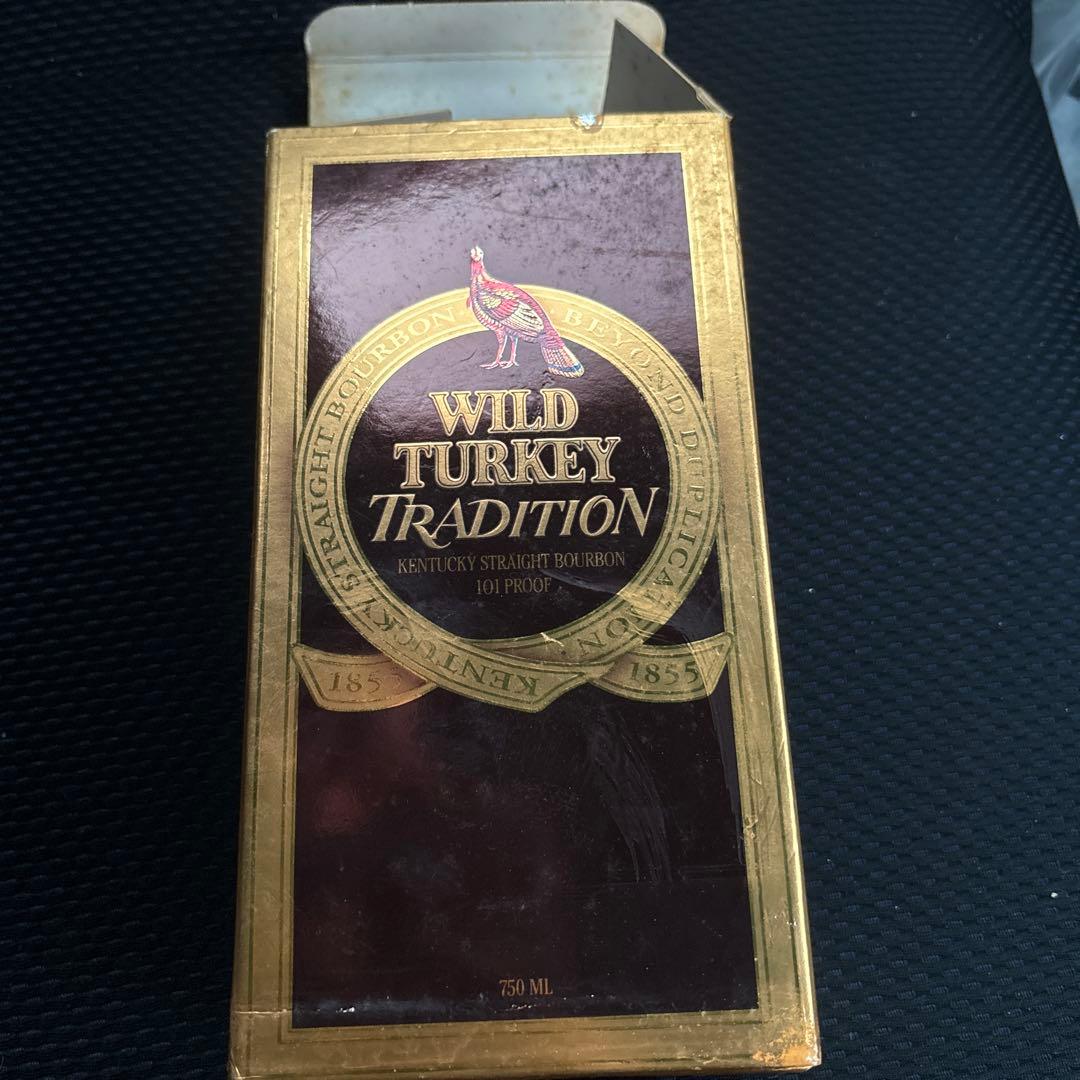 KENTUCKY STRAIGHT BOURBON BEYOND DUPLICATION
WILD
TURKEY
TRADITION
KENTUCKY STRAIGHT BOURBON
101 PROOF
1855
750 ML